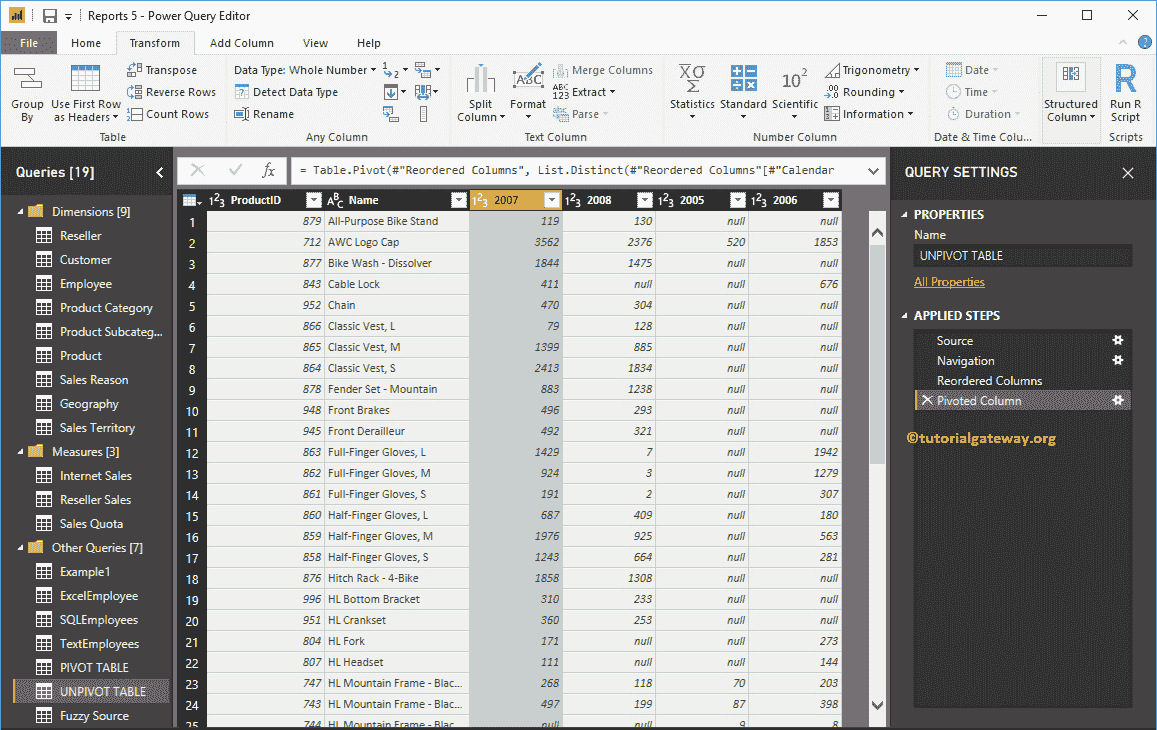 Reports 5 - Power Query Editor
File Home Transform Add Column View Help
Group By
Use First Row as Headers
Transpose
Reverse Rows
Count Rows
Table
Data Type: Whole Number
Detect Data Type
Rename
1 2
Any Column
Split Column
ABC
Format
Merge Columns
ABC 123 Extract
abc Parse
Text Column
XΣσ Statistics
Standard
10² Scientific
Trigonometry
.00 Rounding
Information
Number Column
Date
Time
Duration
Date & Time Colu...
Structured Column
R
Run R Script
Scripts
Queries [19]
Dimensions [9]
Reseller
Customer
Employee
Product Category
Product Subcateg...
Product
Sales Reason
Geography
Sales Territory
Measures [3]
Internet Sales
Reseller Sales
Sales Quota
Other Queries [7]
Example1
ExcelEmployee
SQLEmployees
TextEmployees
PIVOT TABLE
UNPIVOT TABLE
Fuzzy Source
fx = Table.Pivot(#"Reordered Columns", List.Distinct(#"Reordered Columns"[#"Calendar
123 ProductID ABC Name 123 2007 123 2008 123 2005 123 2006
1 879 All-Purpose Bike Stand 119 130 null null
2 712 AWC Logo Cap 3562 2376 520 1853
3 877 Bike Wash - Dissolver 1844 1475 null null
4 843 Cable Lock 411 null null 676
5 952 Chain 470 304 null null
6 866 Classic Vest, L 79 128 null null
7 865 Classic Vest, M 1399 885 null null
8 864 Classic Vest, S 2413 1834 null null
9 878 Fender Set - Mountain 883 1238 null null
10 948 Front Brakes 496 293 null null
11 945 Front Derailleur 492 321 null null
12 863 Full-Finger Gloves, L 1429 7 null 1942
13 862 Full-Finger Gloves, M 924 3 null 1279
14 861 Full-Finger Gloves, S 191 2 null 307
15 860 Half-Finger Gloves, L 687 409 null 180
16 859 Half-Finger Gloves, M 1976 925 null 563
17 858 Half-Finger Gloves, S 1243 664 null 281
18 876 Hitch Rack - 4-Bike 1858 1308 null null
19 996 HL Bottom Bracket 310 233 null null
20 951 HL Crankset 360 253 null null
21 804 HL Fork 171 null null 273
22 807 HL Headset 111 null null 144
23 747 HL Mountain Frame - Blac... 268 118 70 203
24 743 HL Mountain Frame - Blac... 497 199 87 398
25 744 HL Mountain Frame - Blac... null null 9 8
QUERY SETTINGS
PROPERTIES
Name
UNPIVOT TABLE
All Properties
APPLIED STEPS
Source
Navigation
Reordered Columns
Pivoted Column
©tutorialgateway.org